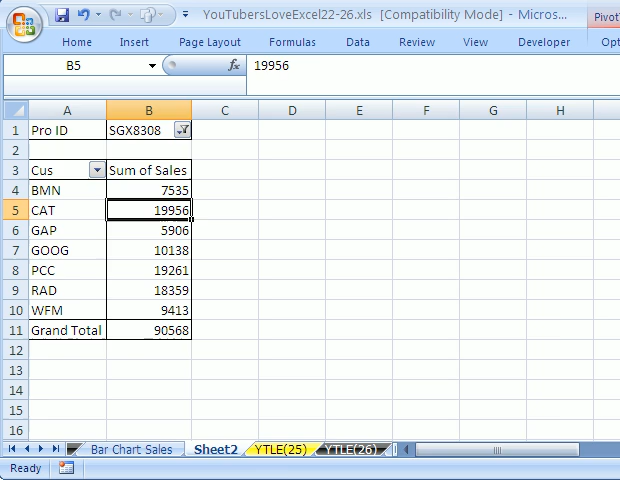 YouTubersLoveExcel22-26.xls [Compatibility Mode] - Micros...
Pivot
Home Insert Page Layout Formulas Data Review View Developer Opt
B5 fx 19956
A B C D E F G H
1 Pro ID SGX8308
2
3 Cus Sum of Sales
4 BMN 7535
5 CAT 19956
6 GAP 5906
7 GOOG 10138
8 PCC 19261
9 RAD 18359
10 WFM 9413
11 Grand Total 90568
12
13
14
15
16
Bar Chart Sales Sheet2 YTLE(25) YTLE(26)
Ready